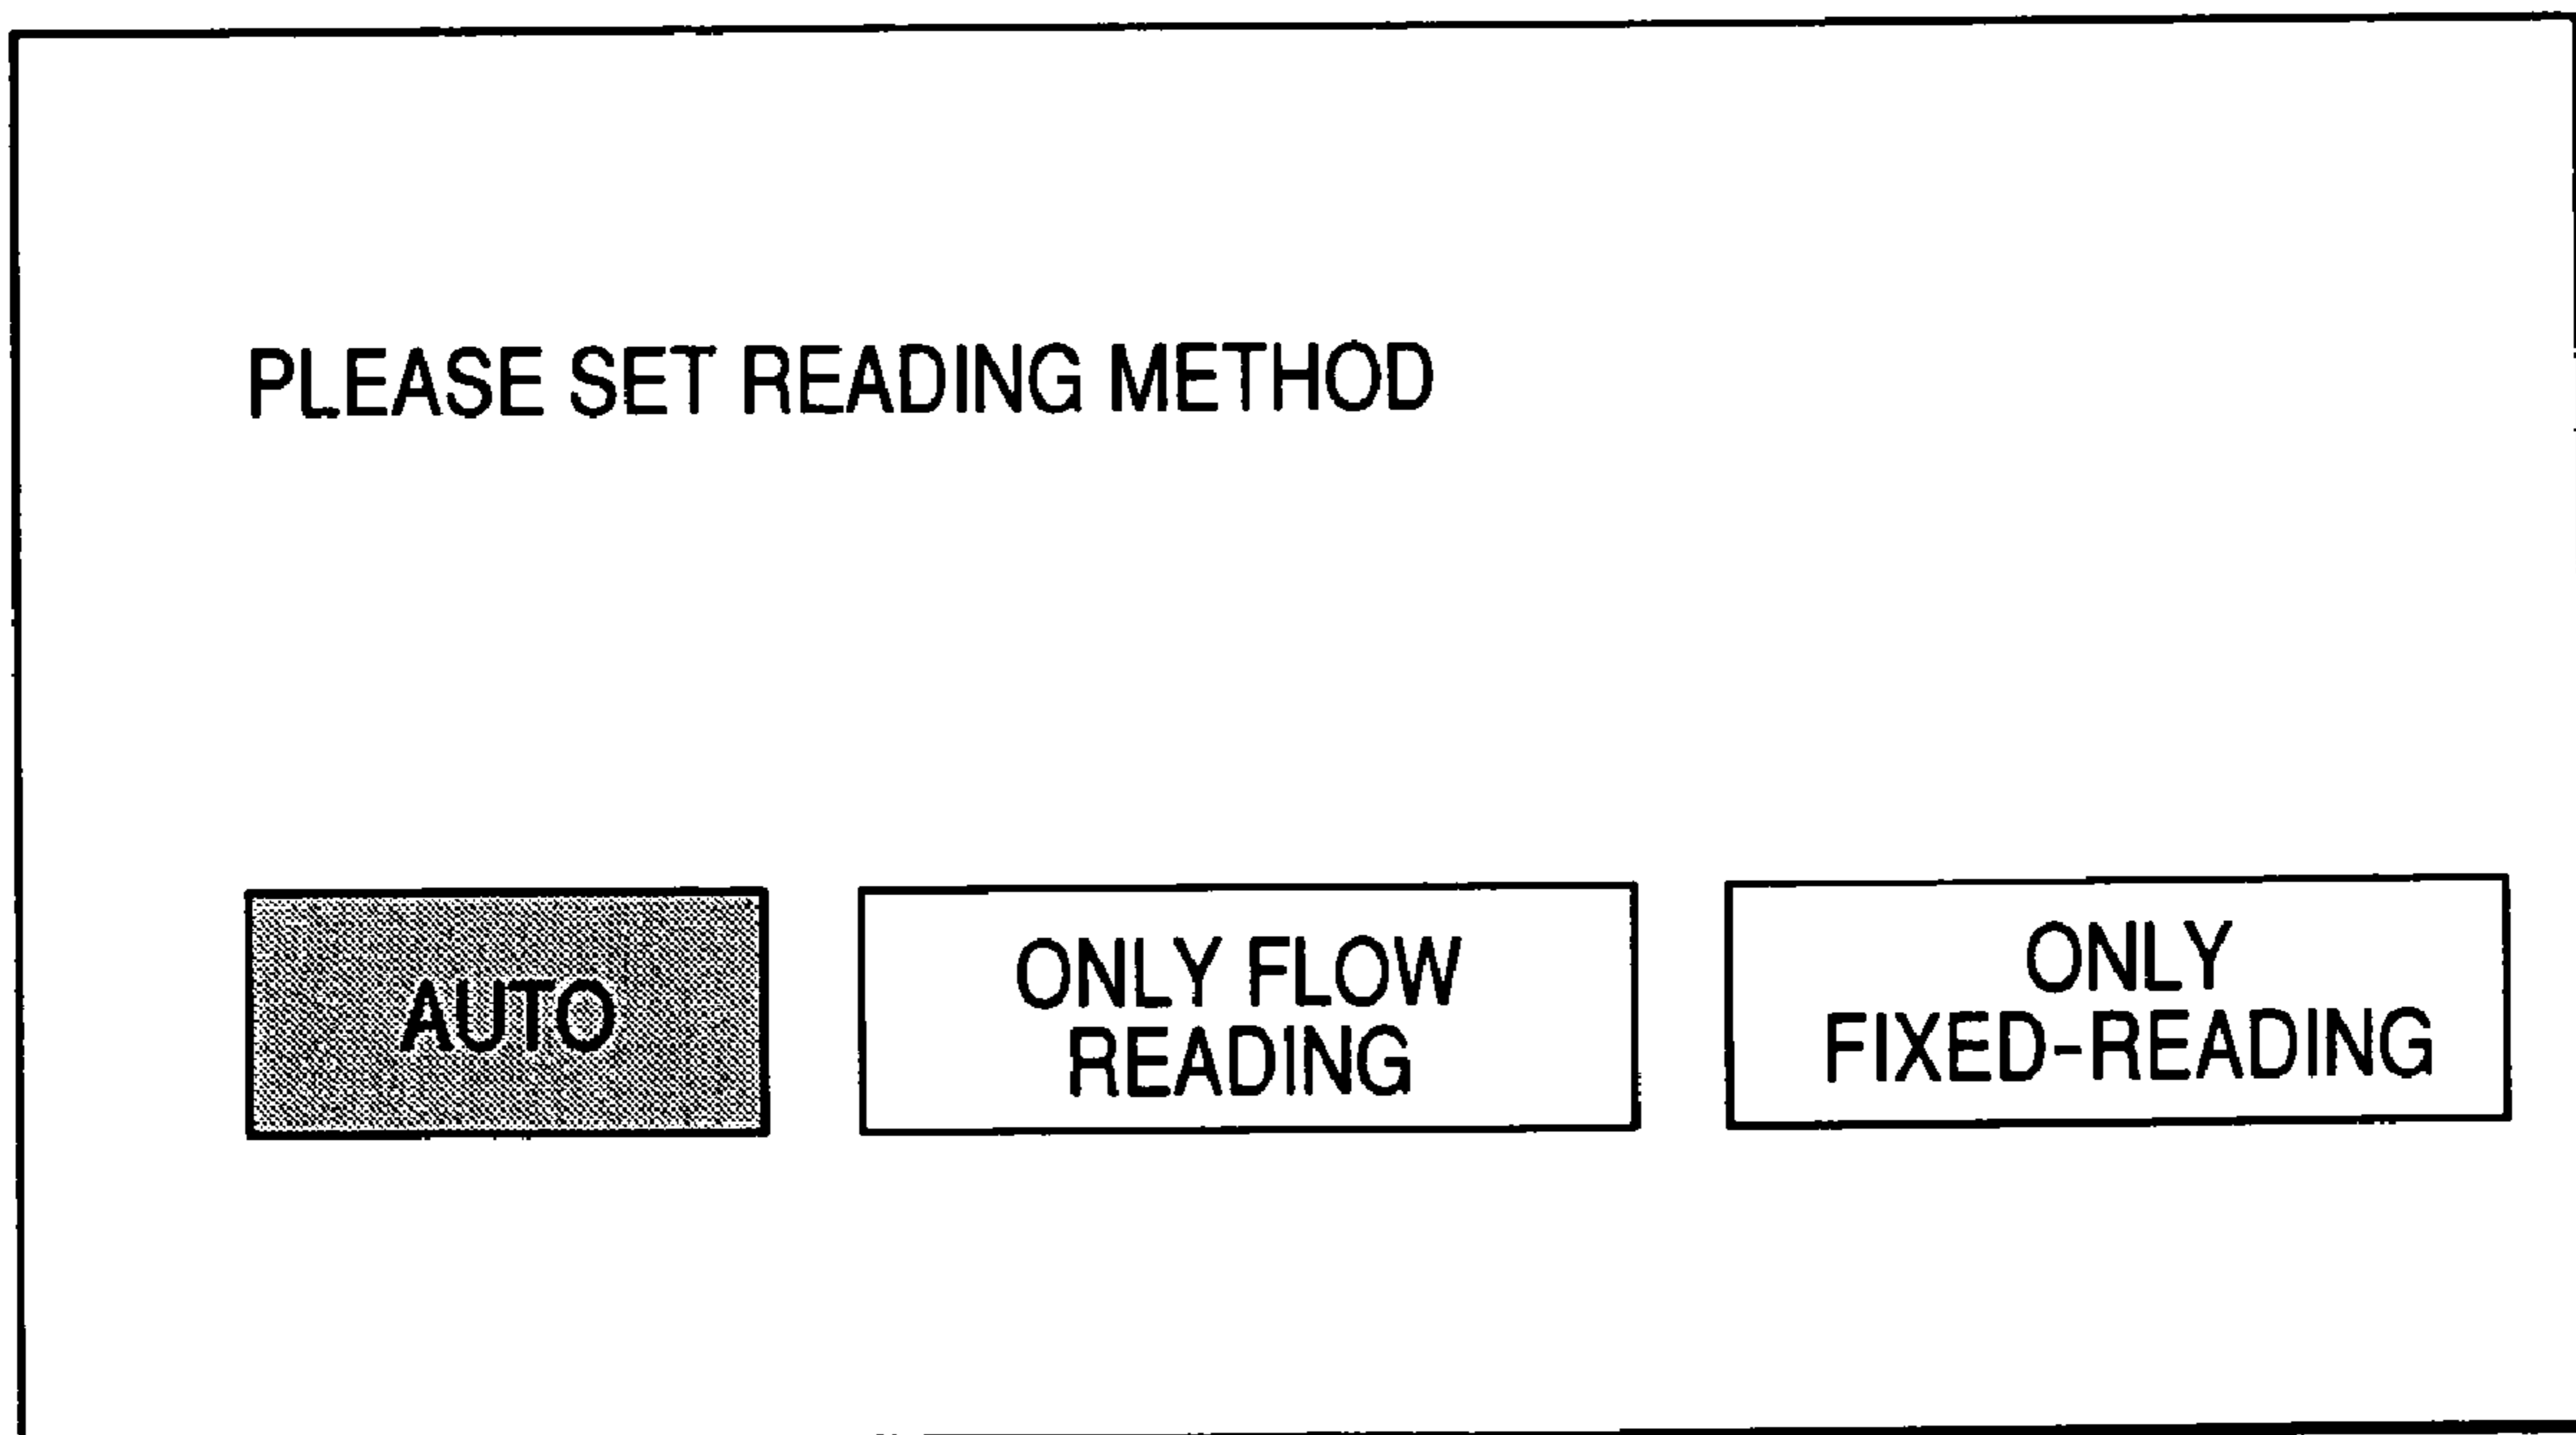 PLEASE SET READING METHOD
AUTO
ONLY FLOW
READING
ONLY
FIXED-READING